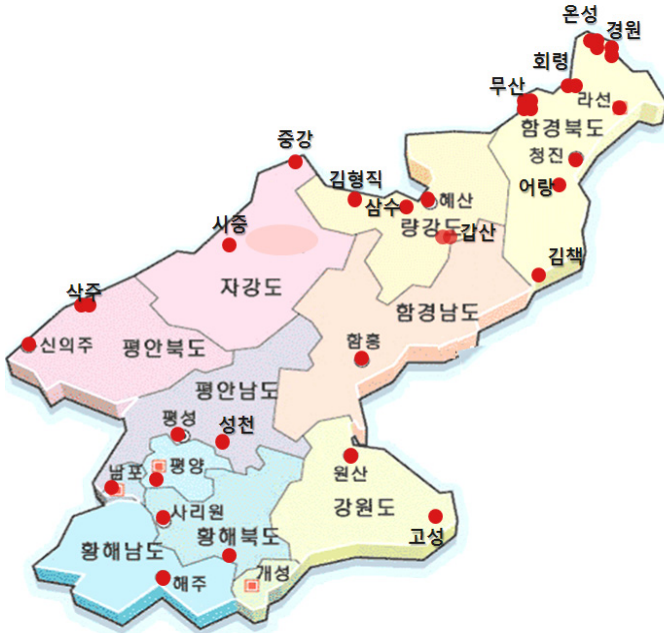 온성
경원
회령
무산
라선
함경북도
중강
청진
김형직
어랑
삼수
혜산
시중
량강도
갑산
김책
자강도
삭주
함경남도
신의주
평안북도
함흥
평안남도
평성
성천
남포
평양
원산
사리원
강원도
황해북도
고성
황해남도
개성
해주